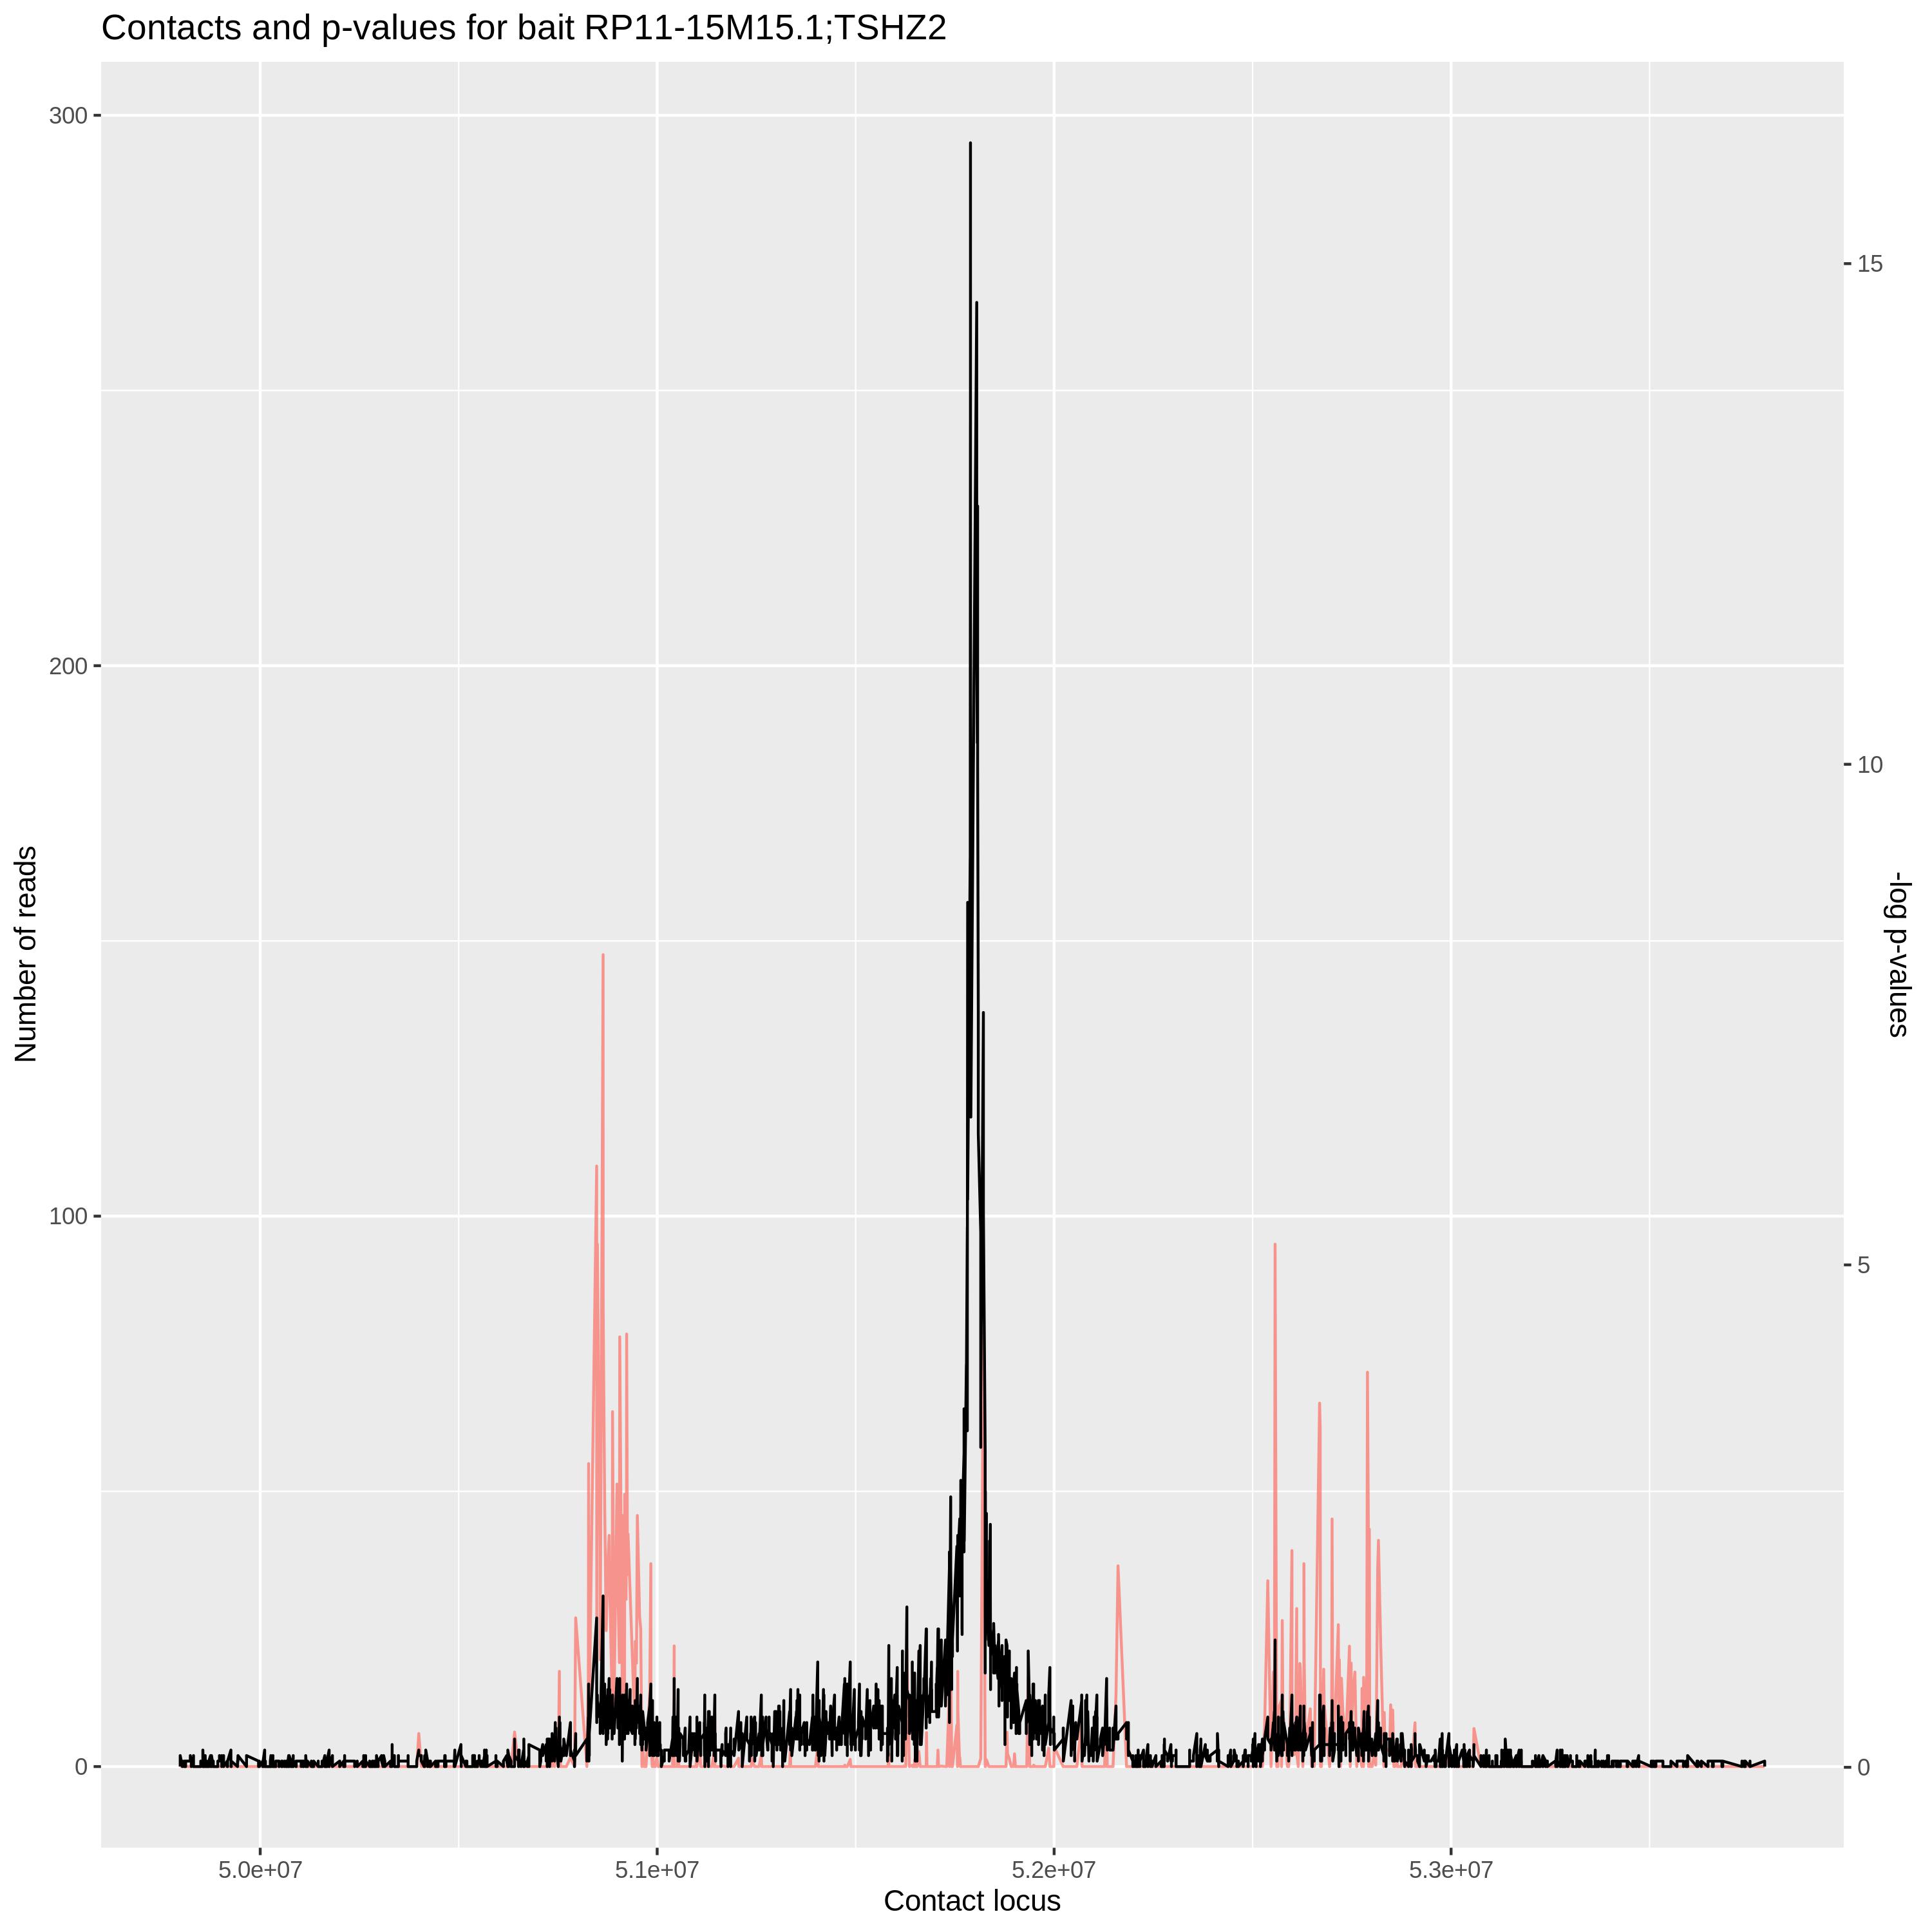 Contacts and p-values for bait RP11-15M15.1;TSHZ2
Number of reads
300
200
100
0
15
10
5
0
-log p-values
5.0e+07 5.1e+07 5.2e+07 5.3e+07
Contact locus